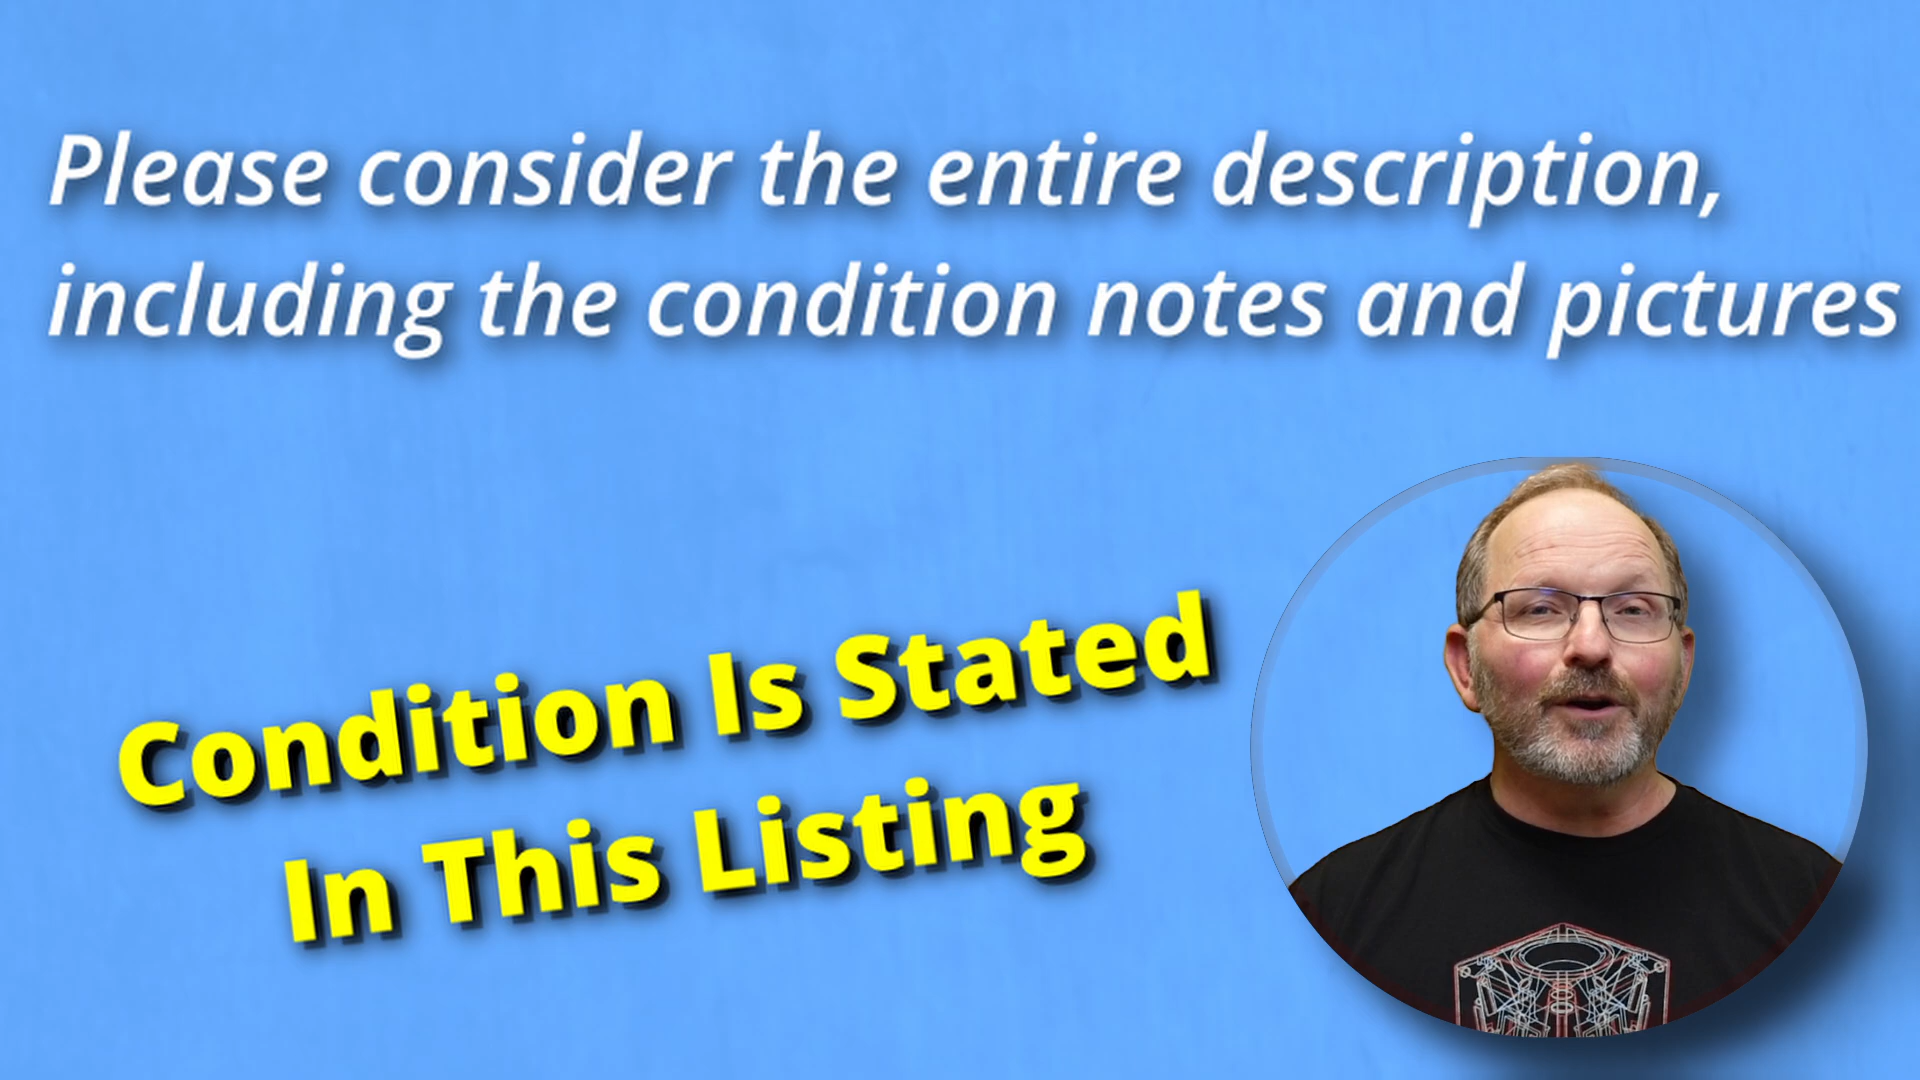 Please consider the entire description,
including the condition notes and pictures
Condition Is Stated
In This Listing